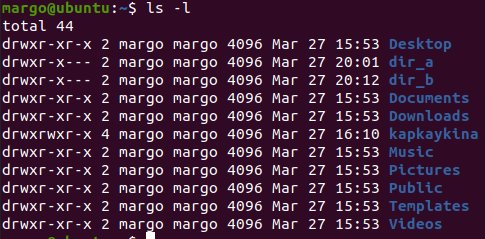 margo@ubuntu:~$ ls -l
total 44
drwxr-xr-x 2 margo margo 4096 Mar 27 15:53 Desktop
drwxr-x--- 2 margo margo 4096 Mar 27 20:01 dir_a
drwxr-xr-x 2 margo margo 4096 Mar 27 20:12 dir_b
drwxr-xr-x 2 margo margo 4096 Mar 27 15:53 Documents
drwxr-xr-x 2 margo margo 4096 Mar 27 15:53 Downloads
drwxrwxr-x 4 margo margo 4096 Mar 27 16:10 kapkaykina
drwxr-xr-x 2 margo margo 4096 Mar 27 15:53 Music
drwxr-xr-x 2 margo margo 4096 Mar 27 15:53 Pictures
drwxr-xr-x 2 margo margo 4096 Mar 27 15:53 Public
drwxr-xr-x 2 margo margo 4096 Mar 27 15:53 Templates
drwxr-xr-x 2 margo margo 4096 Mar 27 15:53 Videos